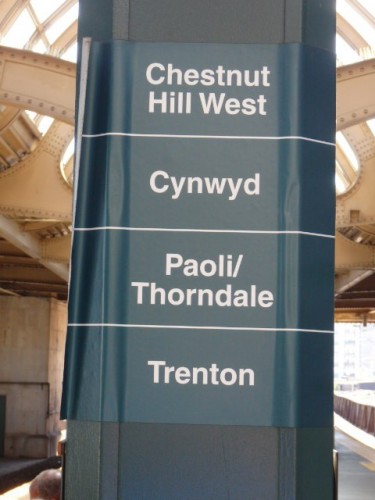 Chestnut
Hill West
Cynwyd
Paoli/
Thorndale
Trenton